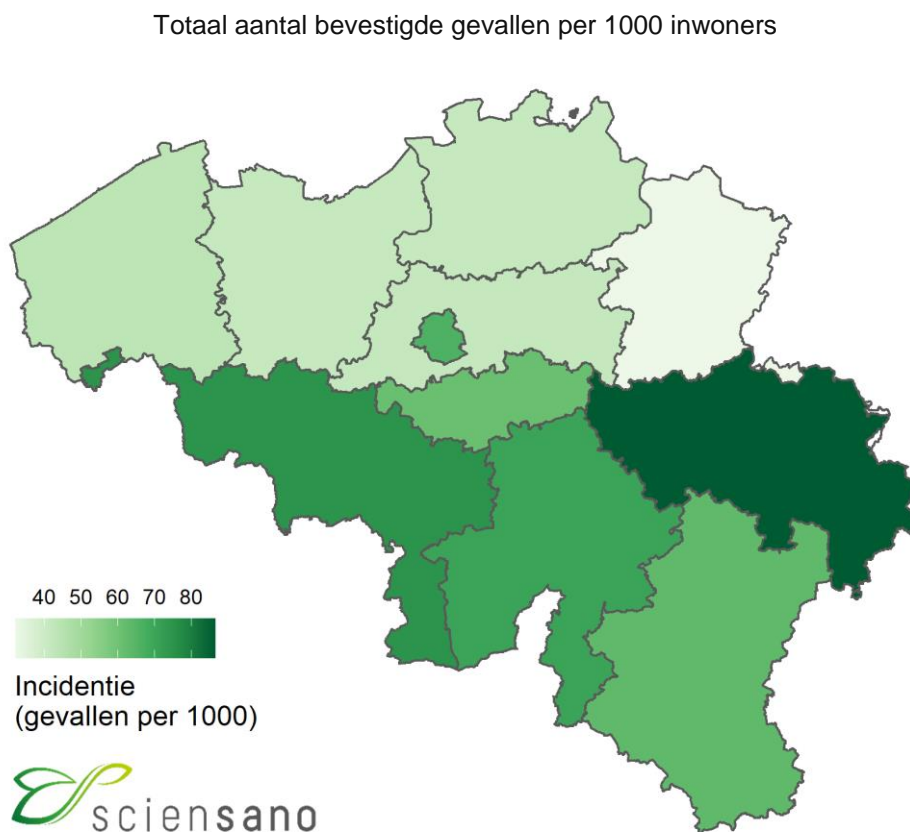 Totaal aantal bevestigde gevallen per 1000 inwoners
40 50 60 70 80
Incidentie
(gevallen per 1000)
sciensano